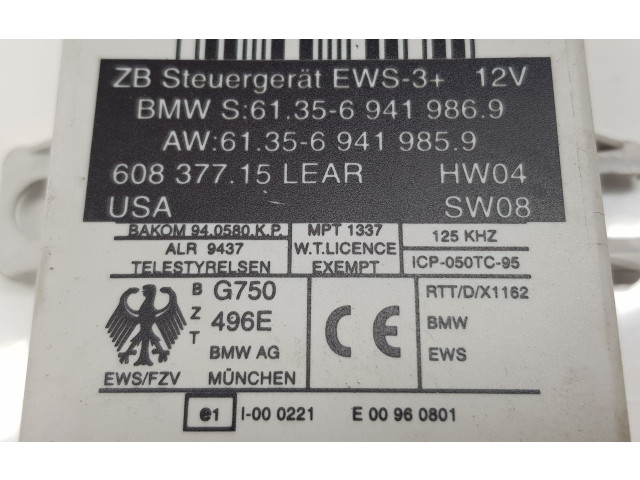 ZB Steuergerät EWS-3+ 12V
BMW S:61.35-6 941 986.9
AW:61.35-6 941 985.9
608 377.15 LEAR HW04
USA SW08
BAKOM 94.0580.K.P.
ALR 9437
TELESTYRELSEN
MPT 1337
W.T.LICENCE
EXEMPT
125 KHZ
ICP-050TC-95
BZT
G750
496E
BMW AG
EWS/FZV MÜNCHEN
CE
RTT/D/X1162
BMW
EWS
e1 I-00 0221 E 00 96 0801